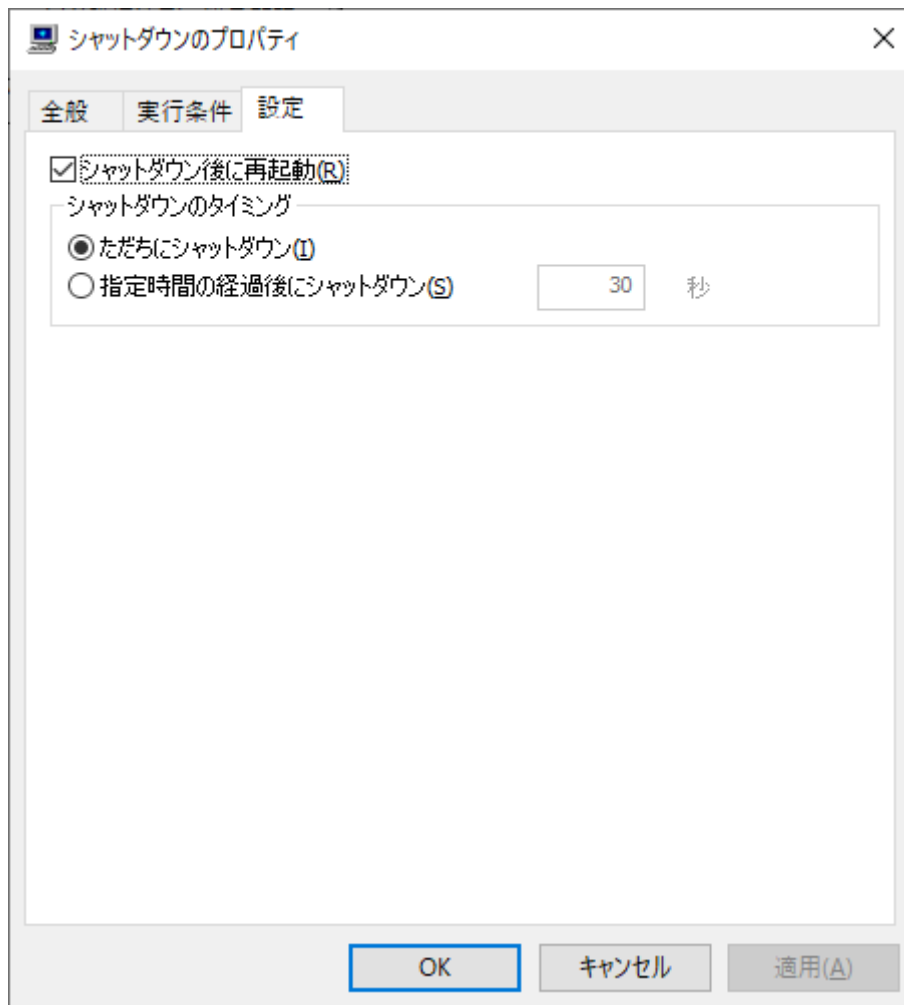 シャットダウンのプロパティ
全般 実行条件 設定
シャットダウン後に再起動(R)
シャットダウンのタイミング
ただちにシャットダウン(I)
指定時間の経過後にシャットダウン(S) 30 秒
OK キャンセル 適用(A)